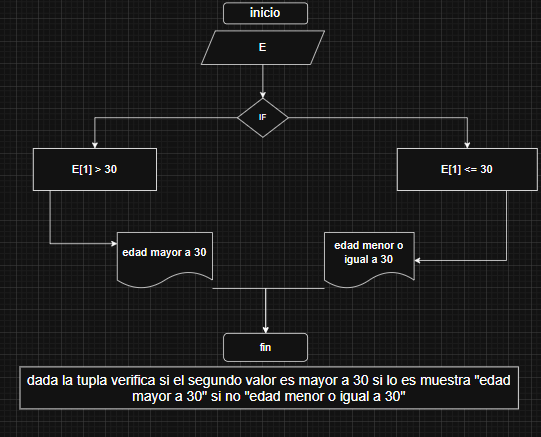 inicio
E
IF
E[1] > 30
E[1] <= 30
edad mayor a 30
edad menor o
igual a 30
fin
dada la tupla verifica si el segundo valor es mayor a 30 si lo es muestra "edad
mayor a 30" si no "edad menor o igual a 30"